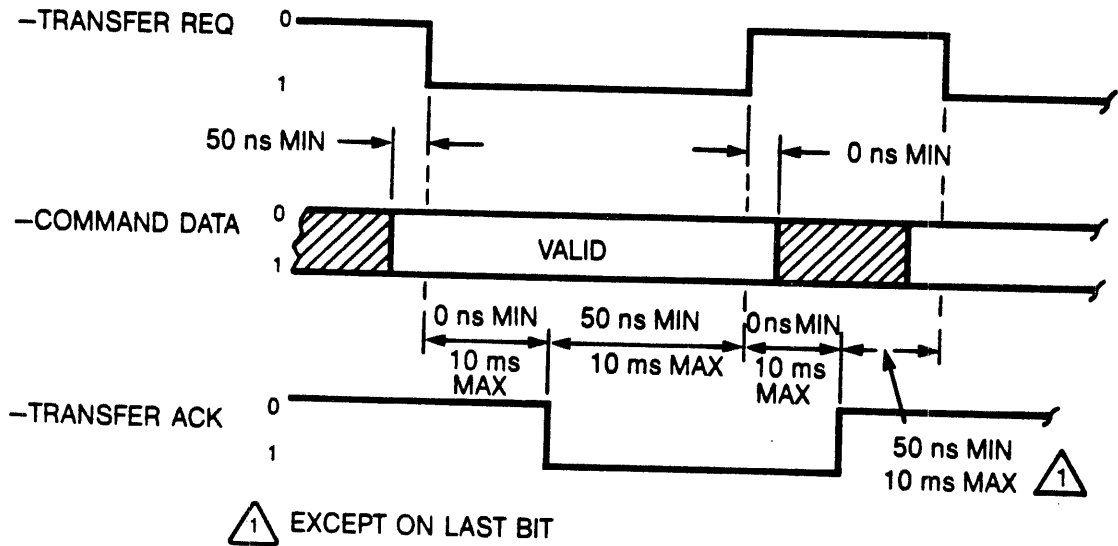 –TRANSFER REQ
0
1
50 ns MIN
0 ns MIN
–COMMAND DATA
0
1
VALID
0 ns MIN
10 ms
MAX
50 ns MIN
10 ms MAX
0 ns MIN
10 ms
MAX
–TRANSFER ACK
0
1
50 ns MIN
10 ms MAX
1
1 EXCEPT ON LAST BIT